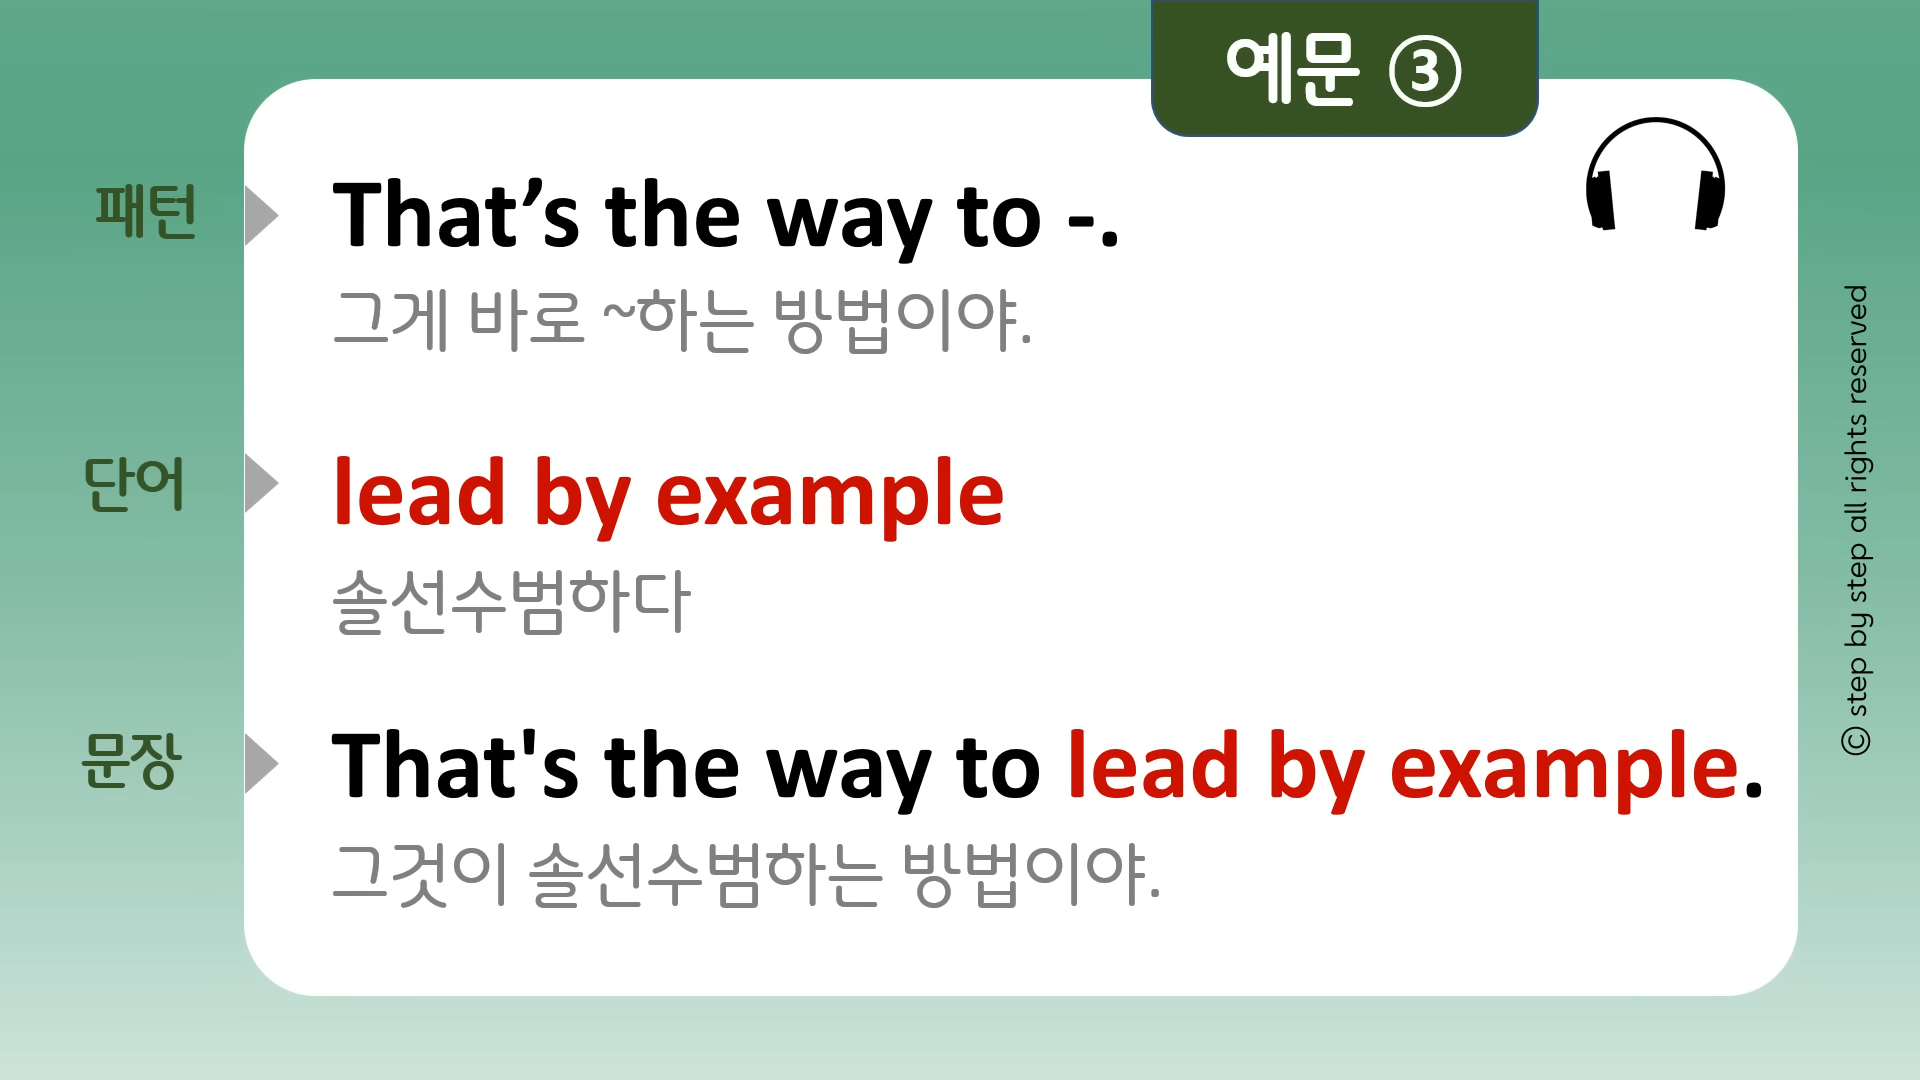 예문 ③
패턴
That’s the way to -.
그게 바로 ~하는 방법이야.
단어
lead by example
솔선수범하다
문장
That's the way to lead by example.
그것이 솔선수범하는 방법이야.
© step by step all rights reserved